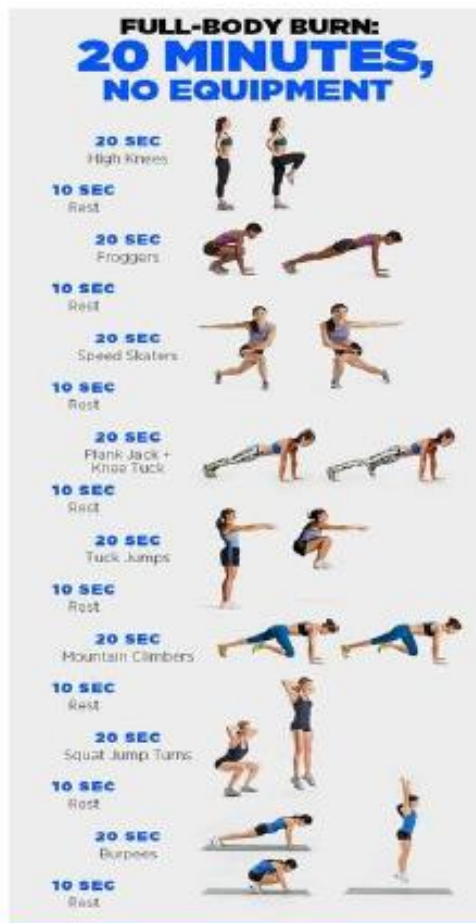 FULL-BODY BURN:
20 MINUTES,
NO EQUIPMENT
20 SEC
High Knees
10 SEC
Rest
20 SEC
Froggers
10 SEC
Rest
20 SEC
Speed Skaters
10 SEC
Rest
20 SEC
Plank Jack +
Knee Tuck
10 SEC
Rest
20 SEC
Tuck Jumps
10 SEC
Rest
20 SEC
Mountain Climbers
10 SEC
Rest
20 SEC
Squat Jump Turns
10 SEC
Rest
20 SEC
Burpees
10 SEC
Rest